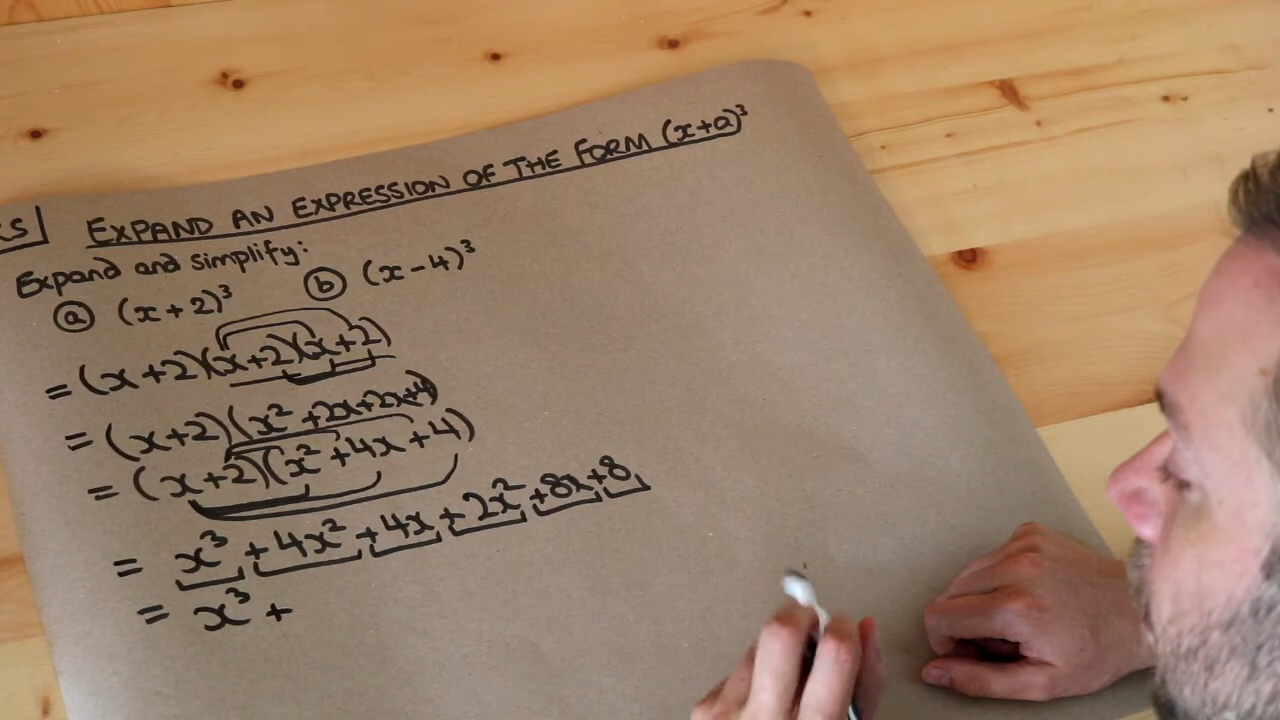 EXPAND AN EXPRESSION OF THE FORM (x+a)³
Expand and simplify:
ⓐ (x+2)³ ⓑ (x-4)³
=(x+2)(x+2)(x+2)
=(x+2)(x²+2x+2x+4)
=(x+2)(x²+4x+4)
= x³+4x²+4x+2x²+8x+8
= x³+